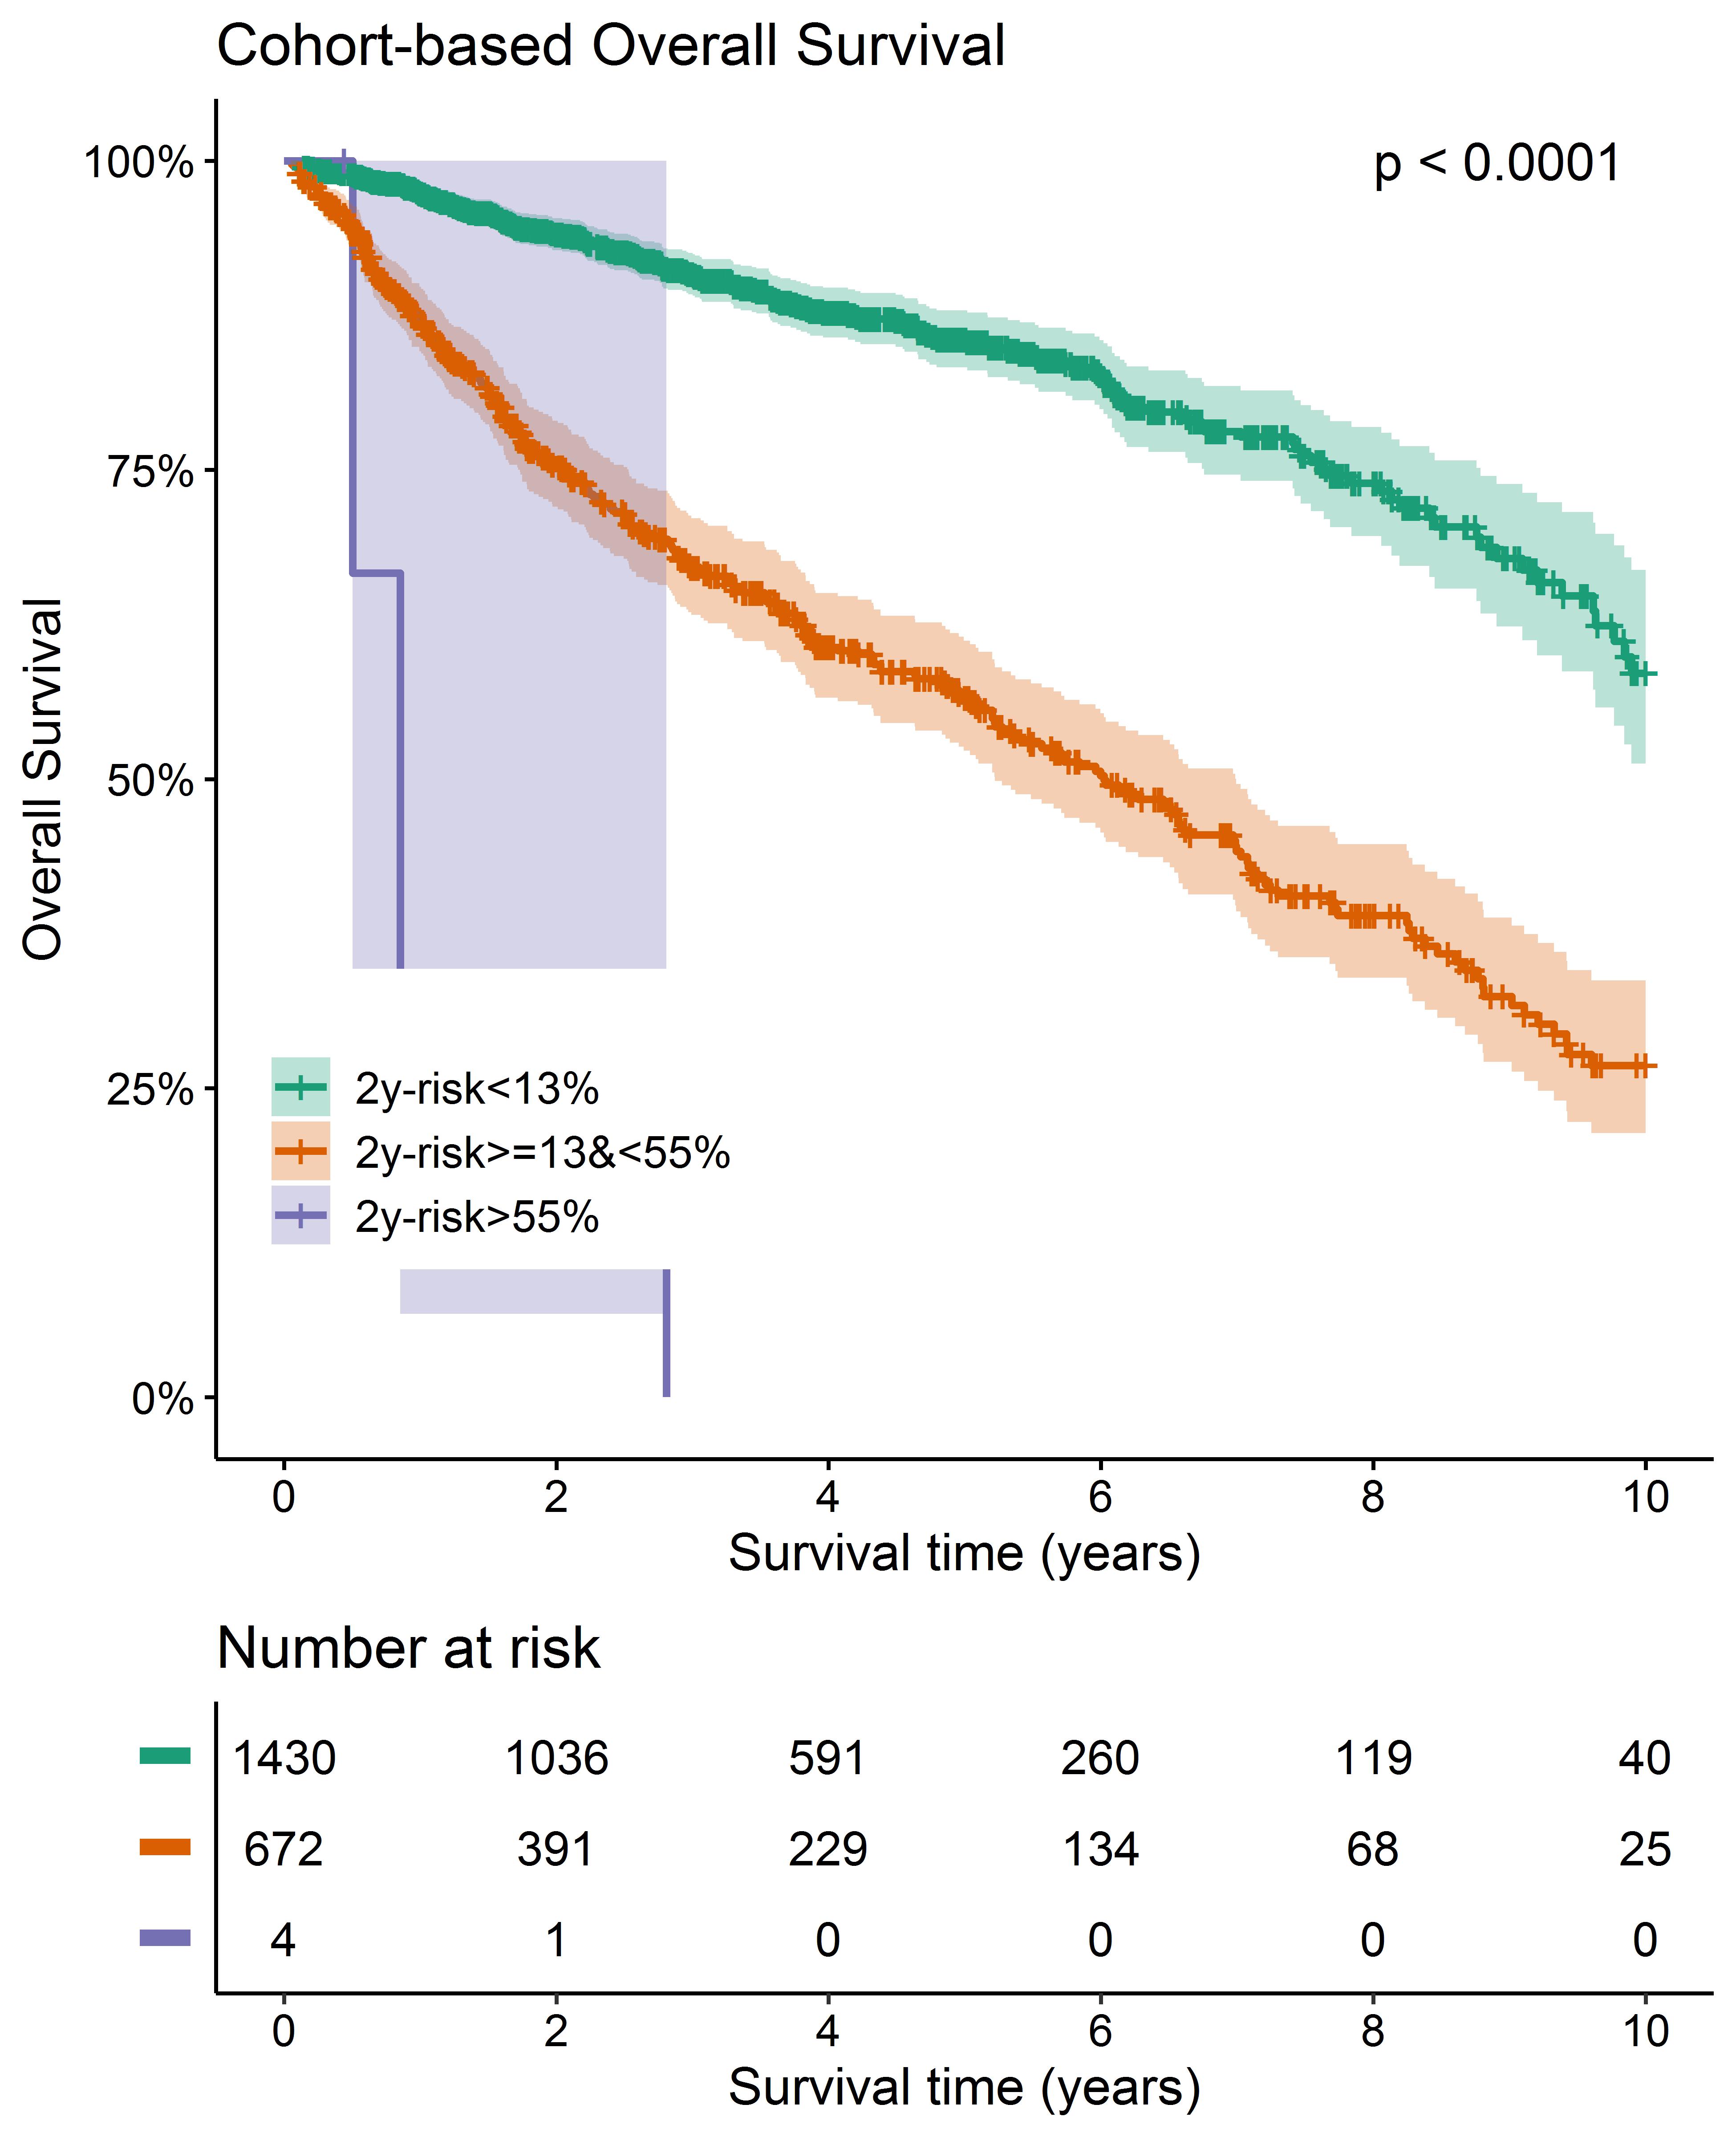 Cohort-based Overall Survival
p < 0.0001
100%
75%
50%
25%
0%
Overall Survival
2y-risk<13%
2y-risk>=13&<55%
2y-risk>55%
0 2 4 6 8 10
Survival time (years)
Number at risk
1430 1036 591 260 119 40
672 391 229 134 68 25
4 1 0 0 0 0
0 2 4 6 8 10
Survival time (years)